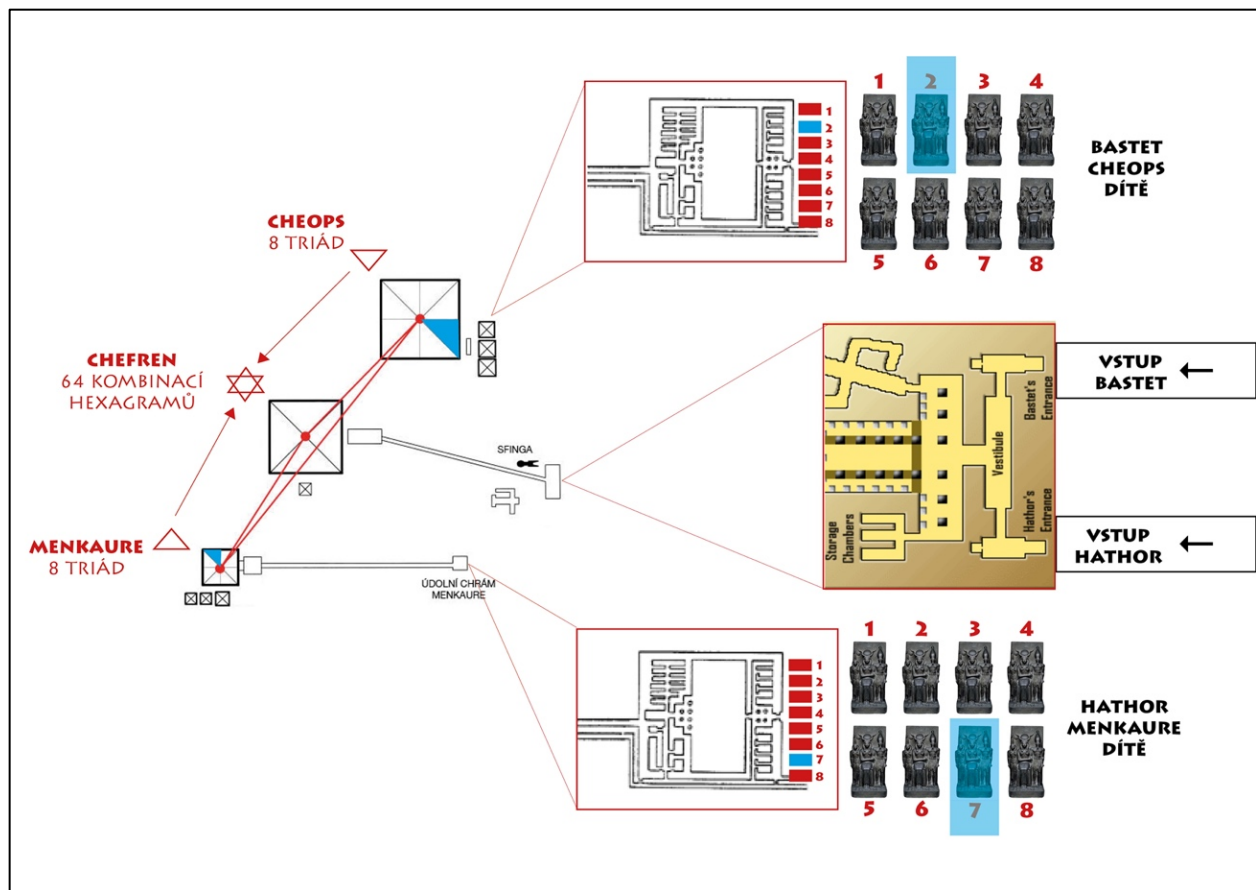 1 2 3 4
1
2
3
4
5
6
7
8
BASTET
CHEOPS
DÍTĚ
5 6 7 8
CHEOPS
8 TRIÁD
CHEFREN
64 KOMBINACÍ
HEXAGRAMŮ
SFINGA
MENKAURE
8 TRIÁD
ÚDOLNÍ CHRÁM
MENKAURE
Bastet's
Entrance
Vestibule
Hathor's
Entrance
Storage
Chambers
VSTUP
BASTET
VSTUP
HATHOR
1 2 3 4
1
2
3
4
5
6
7
8
HATHOR
MENKAURE
DÍTĚ
5 6 7 8